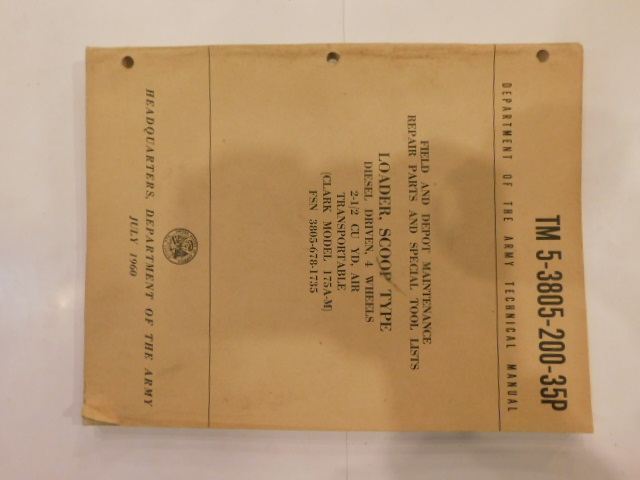 TM 5-3805-200-35P
DEPARTMENT OF THE ARMY TECHNICAL MANUAL
FIELD AND DEPOT MAINTENANCE
REPAIR PARTS AND SPECIAL TOOL LISTS
LOADER, SCOOP TYPE
DIESEL DRIVEN, 4 WHEELS
2-1/2 CU YD, AIR
TRANSPORTABLE
(CLARK MODEL 175A-M)
FSN 3805-678-1735
HEADQUARTERS, DEPARTMENT OF THE ARMY
JULY 1960